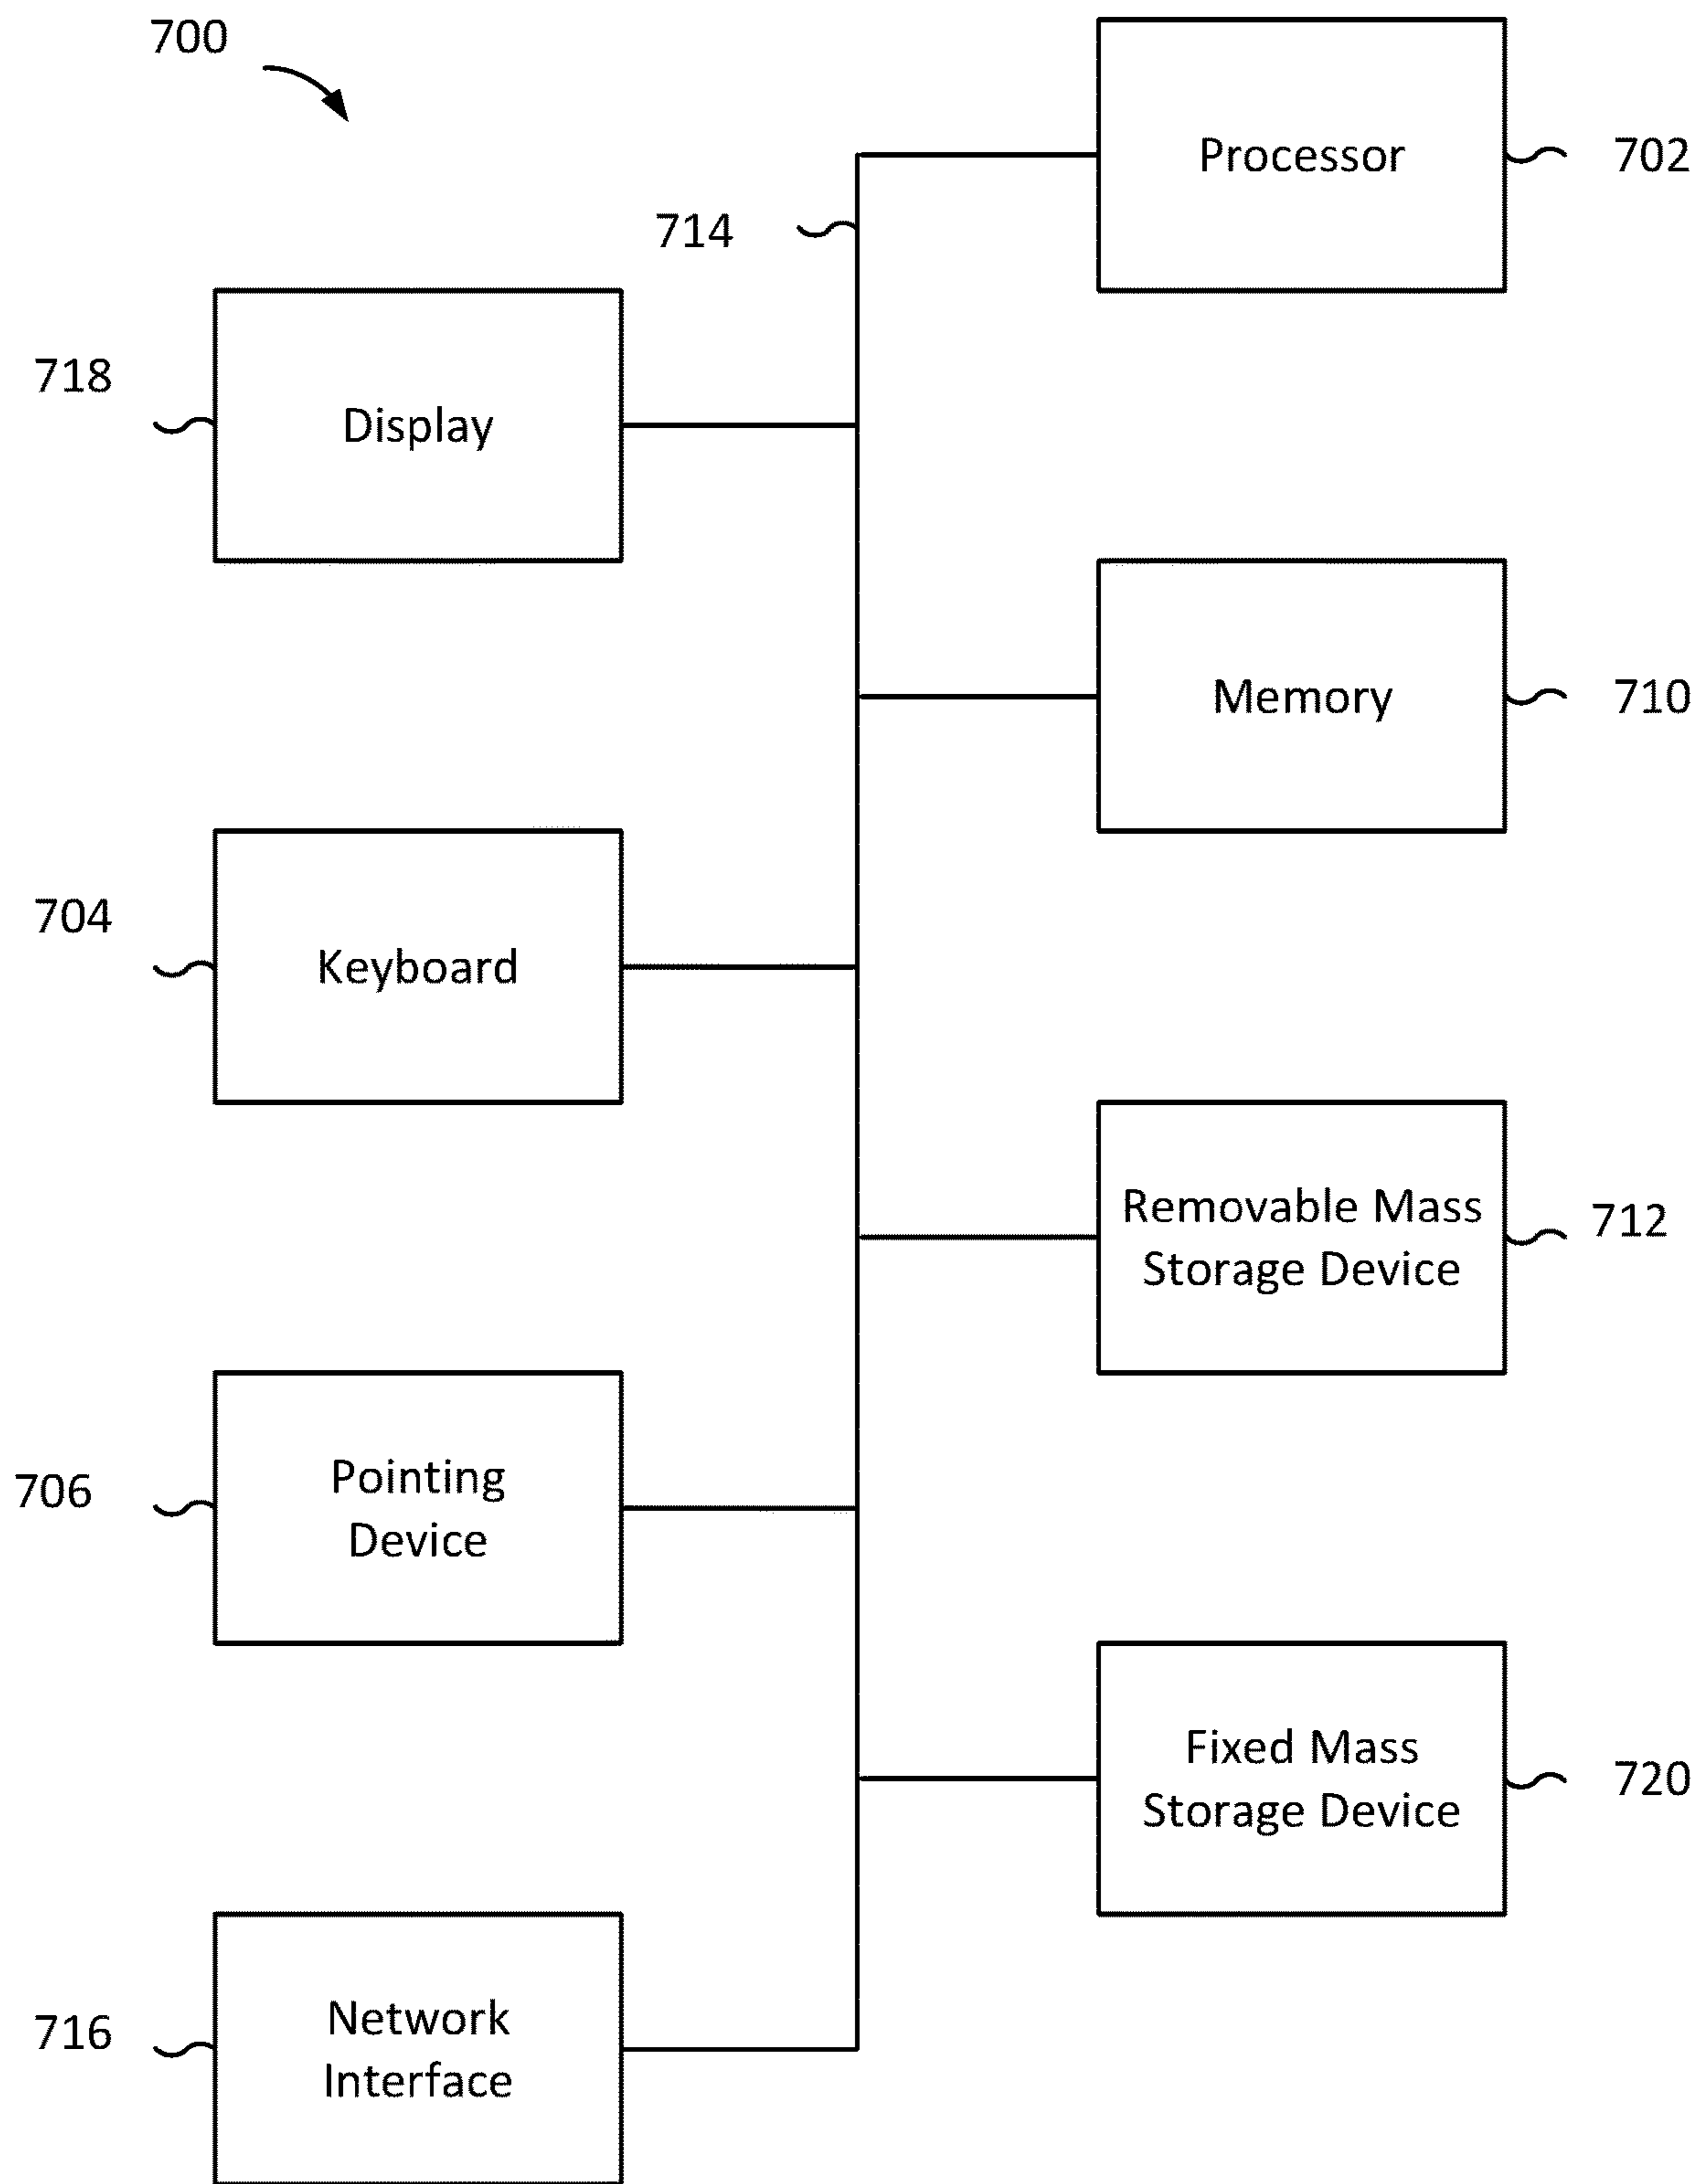 700
Processor
702
714
718
Display
Memory
710
704
Keyboard
Removable Mass
Storage Device
712
706
Pointing
Device
Fixed Mass
Storage Device
720
716
Network
Interface